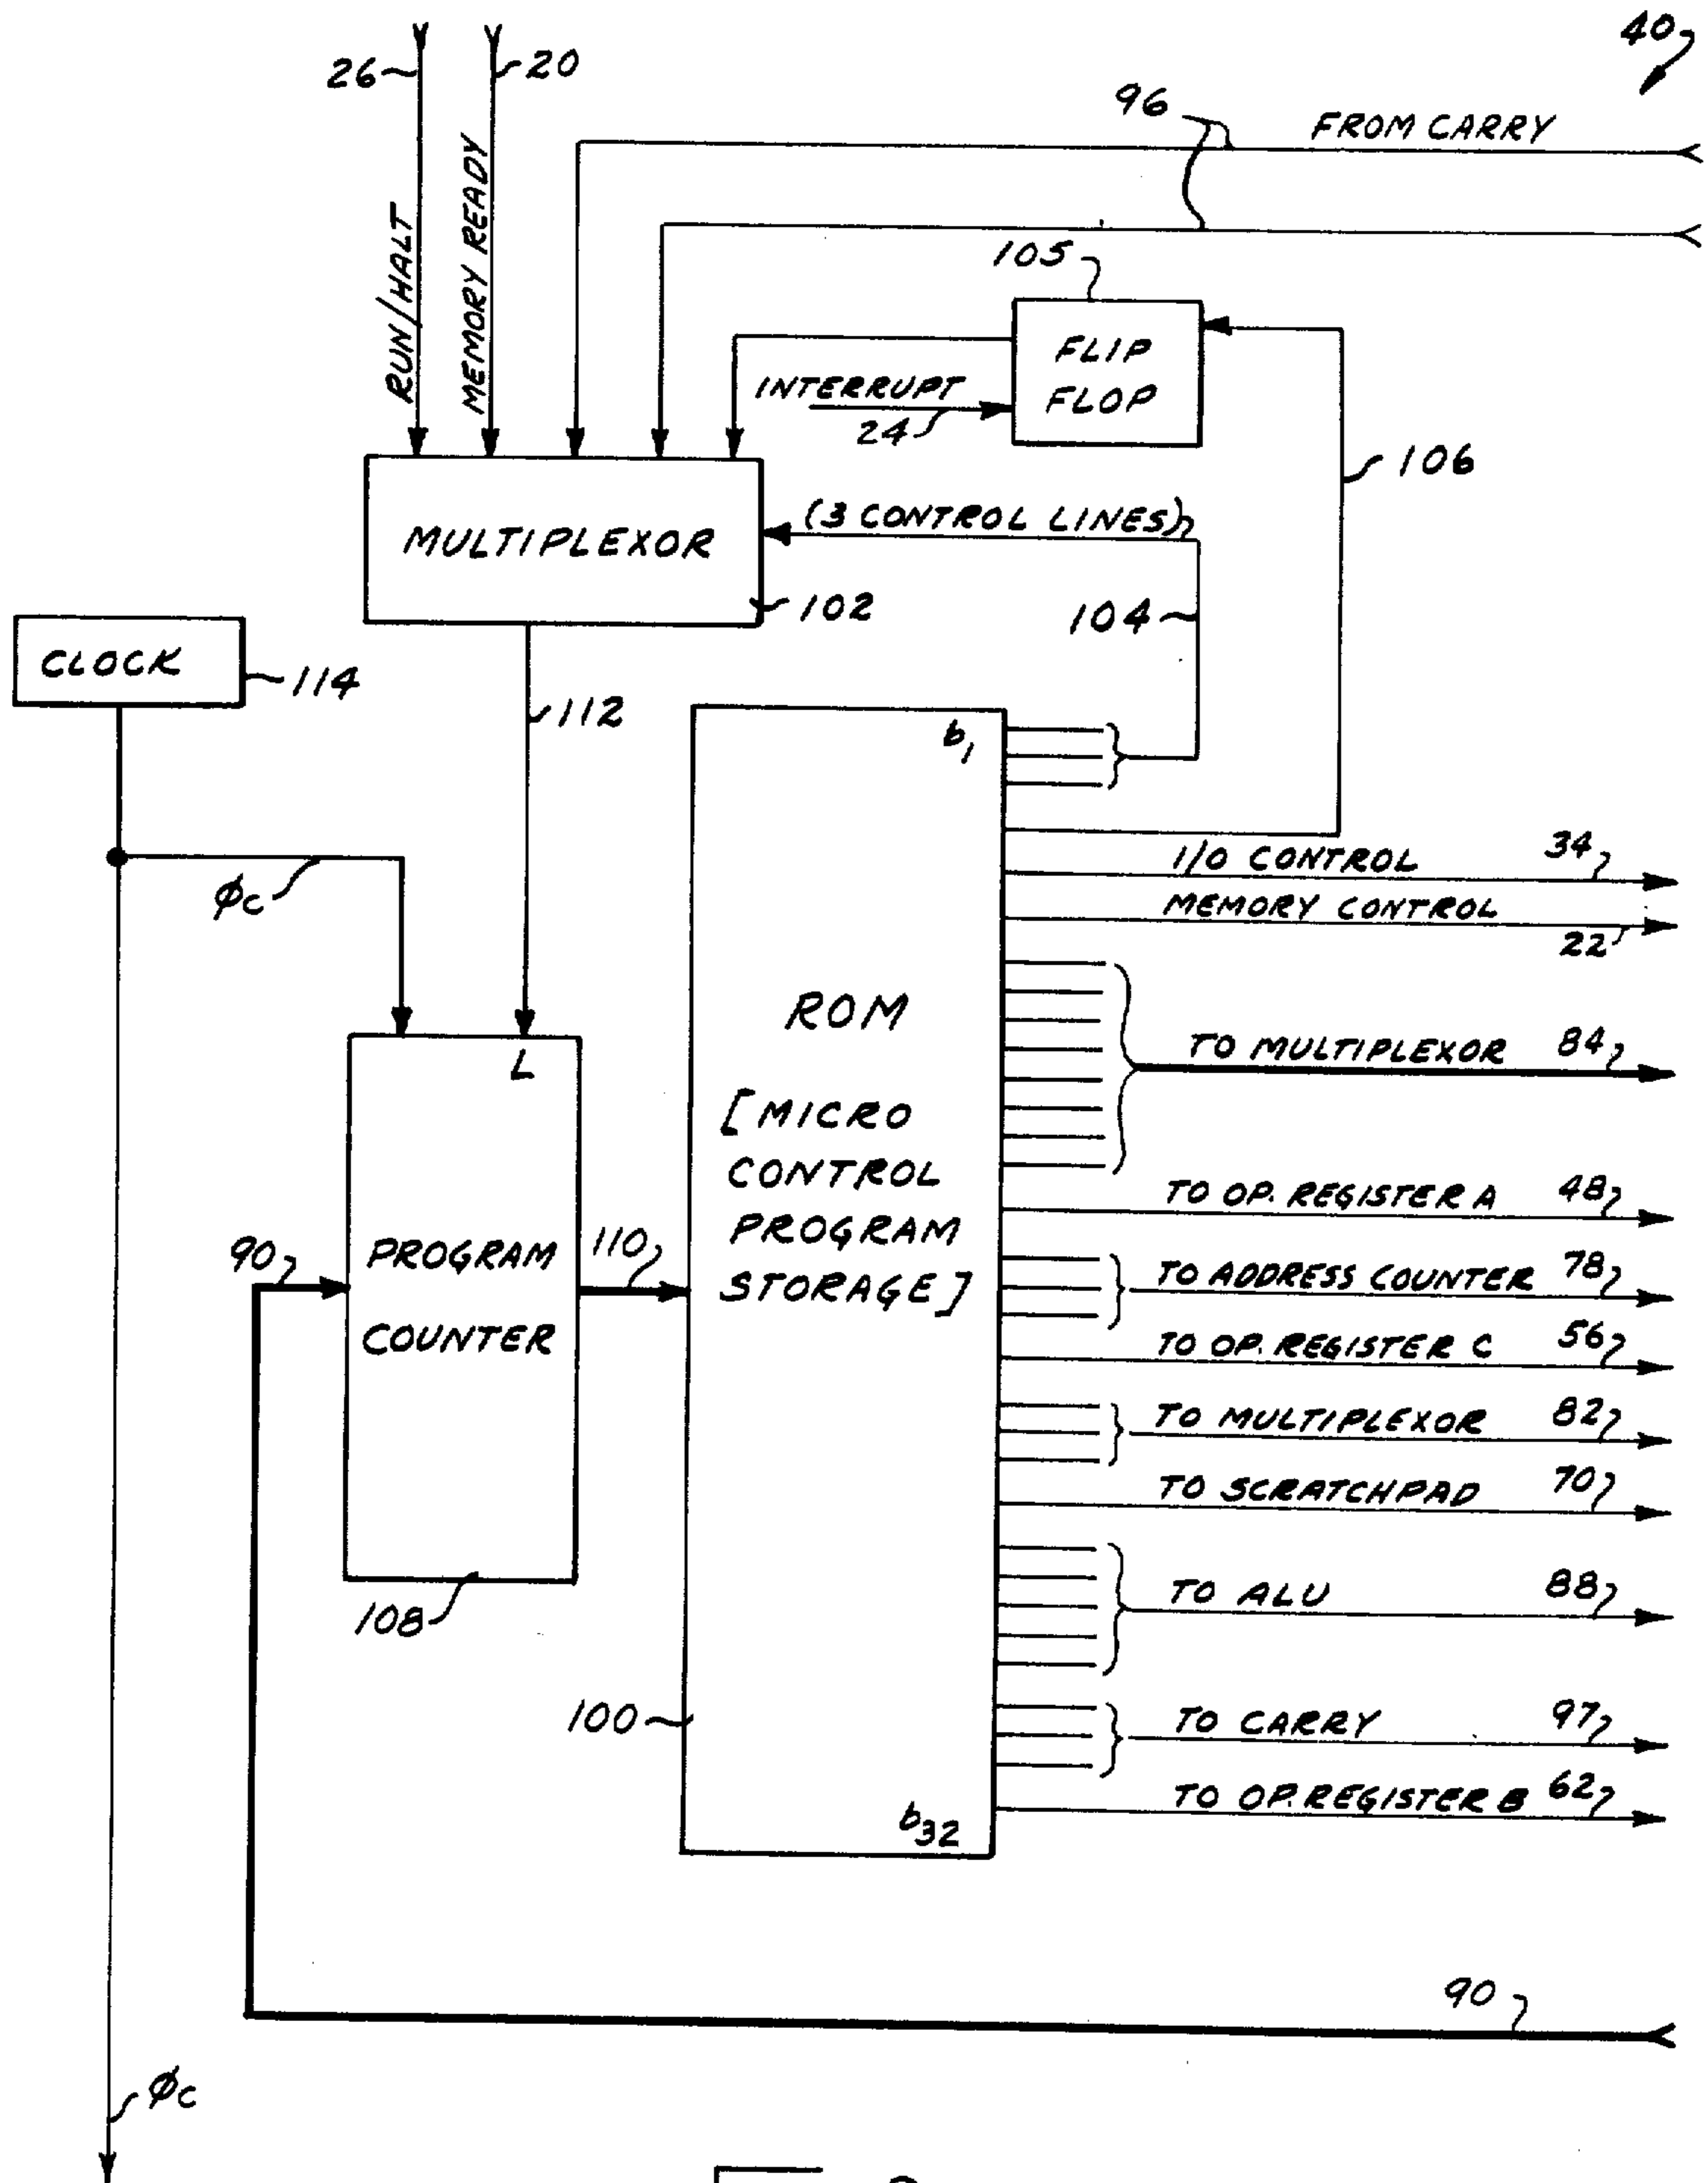 40
26
20
96
FROM CARRY
RUN/HALT
MEMORY READY
105
FLIP
FLOP
INTERRUPT
24
106
(3 CONTROL LINES)
MULTIPLEXOR
102
104
CLOCK
114
112
b1
I/O CONTROL 34
φc
MEMORY CONTROL
22
ROM
L
TO MULTIPLEXOR 84
[MICRO
CONTROL
PROGRAM
STORAGE]
TO OP. REGISTER A 48
90
PROGRAM
COUNTER
110
TO ADDRESS COUNTER 78
TO OP. REGISTER C 56
TO MULTIPLEXOR 82
TO SCRATCHPAD 70
108
TO ALU 88
100
TO CARRY 97
TO OP. REGISTER B 62
b32
90
φc